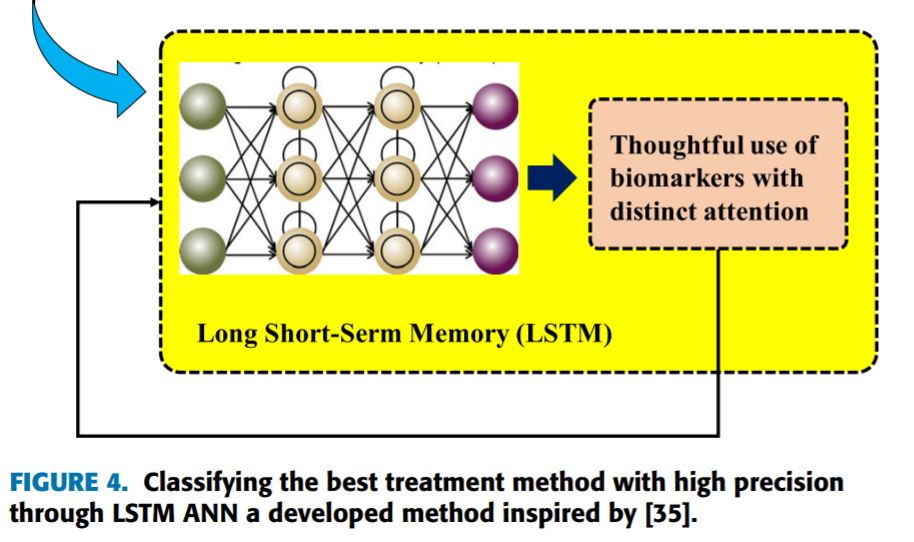 Thoughtful use of
biomarkers with
distinct attention
Long Short-Serm Memory (LSTM)
FIGURE 4. Classifying the best treatment method with high precision
through LSTM ANN a developed method inspired by [35].